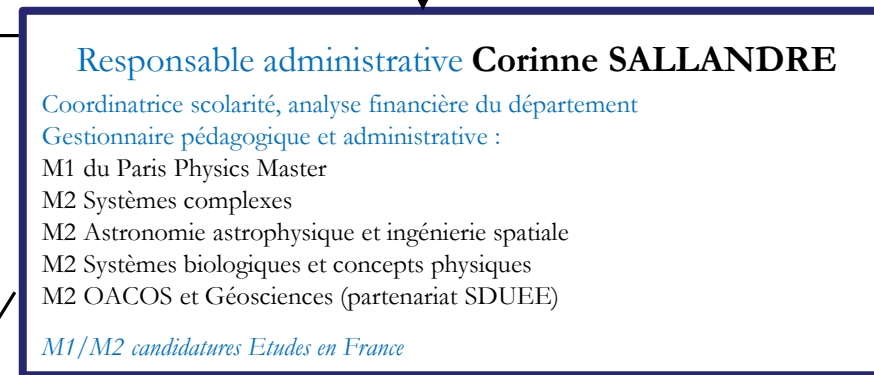 Responsable administrative Corinne SALLANDRE
Coordinatrice scolarité, analyse financière du département
Gestionnaire pédagogique et administrative :
M1 du Paris Physics Master
M2 Systèmes complexes
M2 Astronomie astrophysique et ingénierie spatiale
M2 Systèmes biologiques et concepts physiques
M2 OACOS et Géosciences (partenariat SDUEE)
M1/M2 candidatures Etudes en France